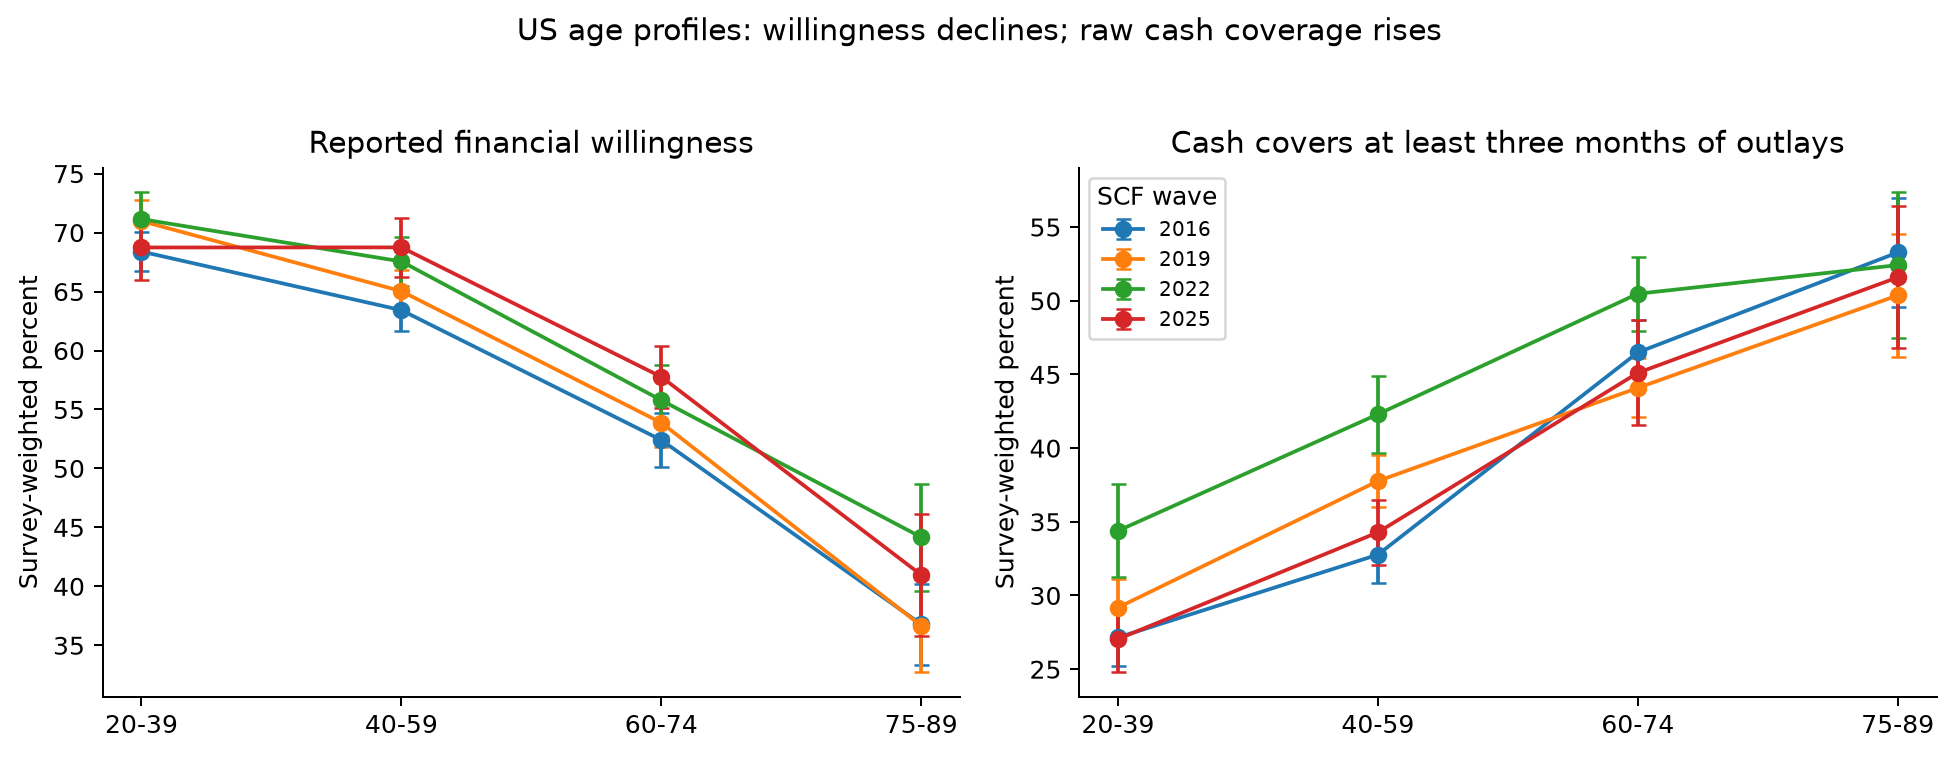 US age profiles: willingness declines; raw cash coverage rises
Reported financial willingness
Survey-weighted percent
75
70
65
60
55
50
45
40
35
20-39 40-59 60-74 75-89
Cash covers at least three months of outlays
Survey-weighted percent
SCF wave
2016
2019
2022
2025
55
50
45
40
35
30
25
20-39 40-59 60-74 75-89